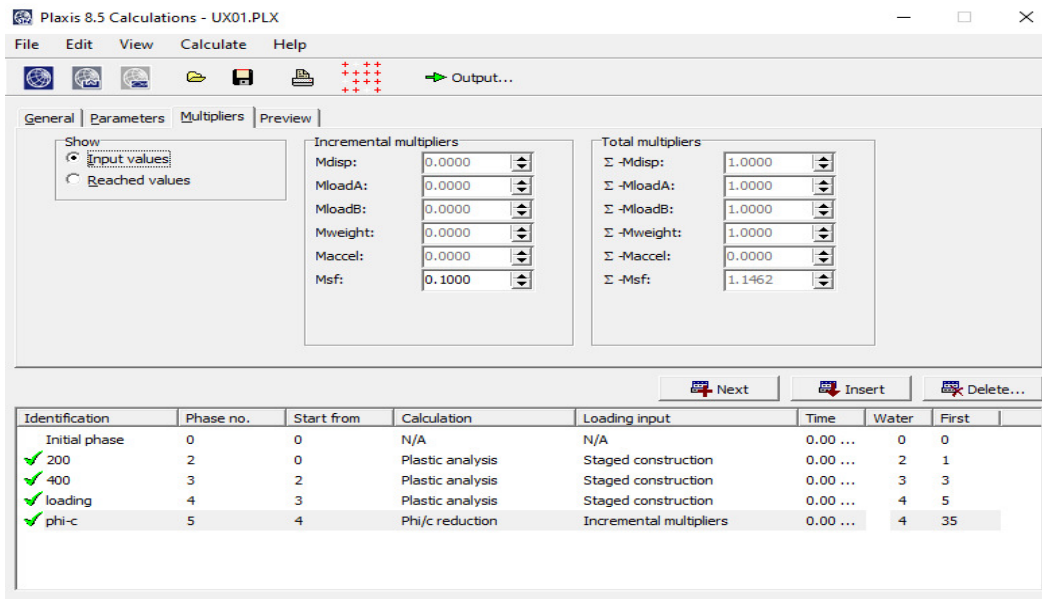 Plaxis 8.5 Calculations - UX01.PLX
File Edit View Calculate Help
Output...
General Parameters Multipliers Preview
Show
Input values
Reached values
Incremental multipliers
Mdisp: 0.0000
MloadA: 0.0000
MloadB: 0.0000
Mweight: 0.0000
Maccel: 0.0000
Msf: 0.1000
Total multipliers
Σ -Mdisp: 1.0000
Σ -MloadA: 1.0000
Σ -MloadB: 1.0000
Σ -Mweight: 1.0000
Σ -Maccel: 0.0000
Σ -Msf: 1.1462
Next Insert Delete...
Identification Phase no. Start from Calculation Loading input Time Water First
Initial phase 0 0 N/A N/A 0.00 ... 0 0
200 2 0 Plastic analysis Staged construction 0.00 ... 2 1
400 3 2 Plastic analysis Staged construction 0.00 ... 3 3
loading 4 3 Plastic analysis Staged construction 0.00 ... 4 5
phi-c 5 4 Phi/c reduction Incremental multipliers 0.00 ... 4 35